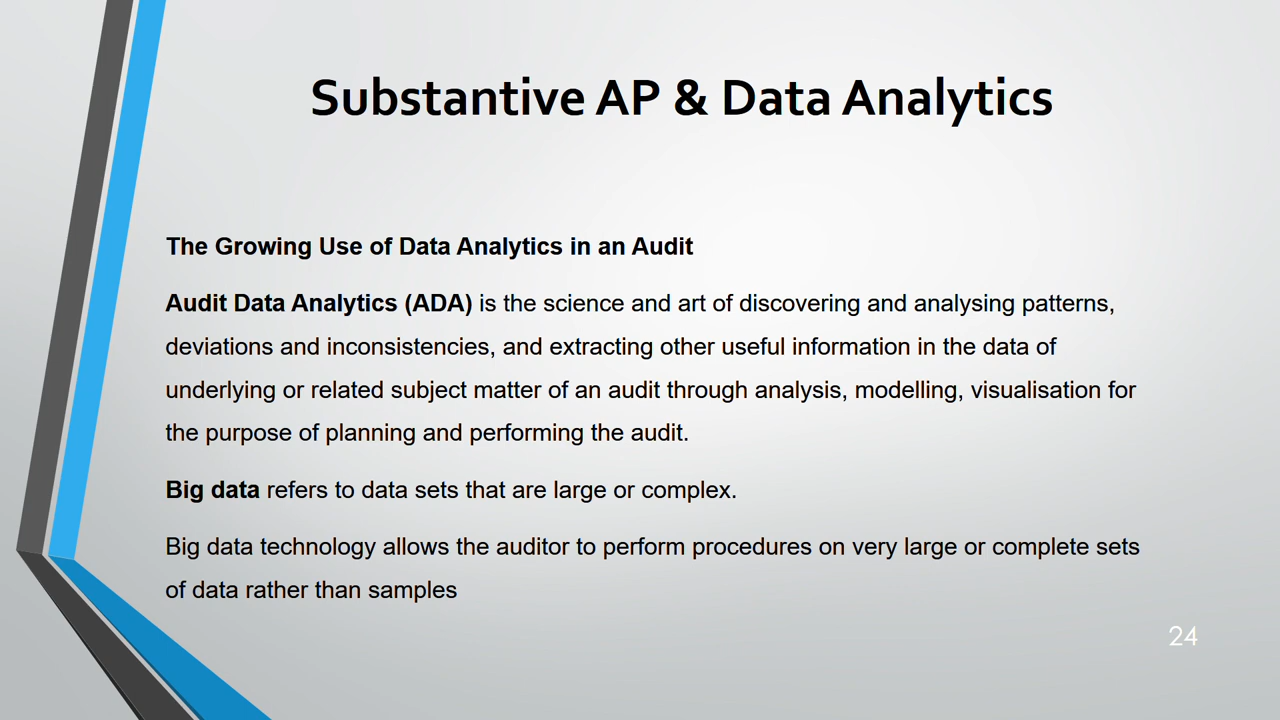 Substantive AP & Data Analytics
The Growing Use of Data Analytics in an Audit
Audit Data Analytics (ADA) is the science and art of discovering and analysing patterns,
deviations and inconsistencies, and extracting other useful information in the data of
underlying or related subject matter of an audit through analysis, modelling, visualisation for
the purpose of planning and performing the audit.
Big data refers to data sets that are large or complex.
Big data technology allows the auditor to perform procedures on very large or complete sets
of data rather than samples
24